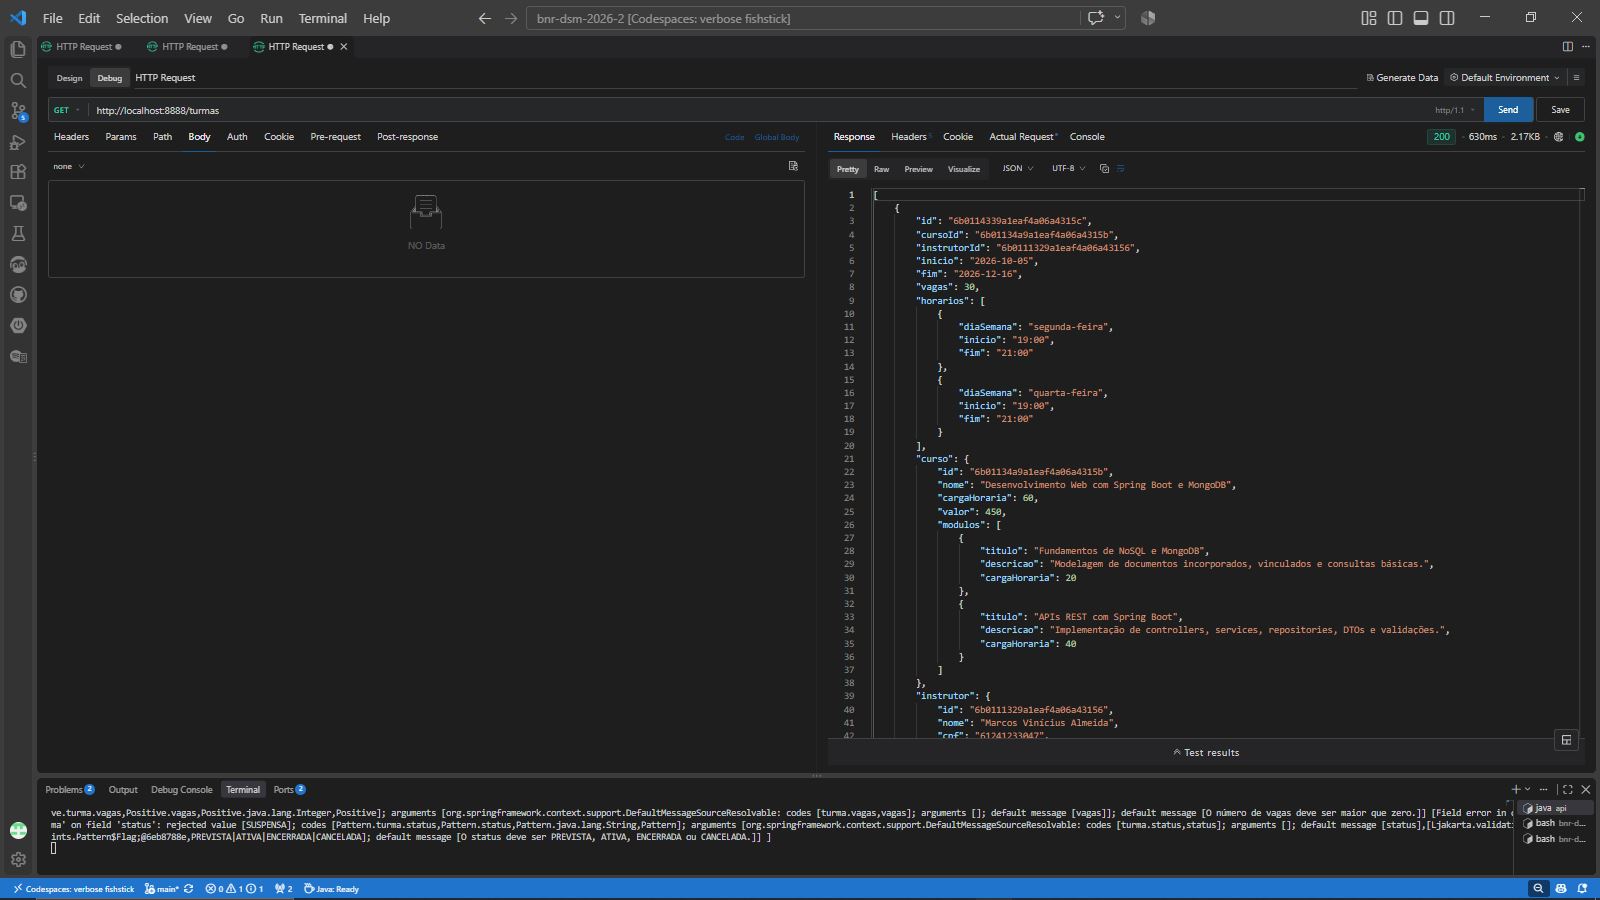 File Edit Selection View Go Run Terminal Help
bnr-dsm-2026-2 [Codespaces: verbose fishstick]
HTTP Request
HTTP Request
HTTP Request
Design Debug HTTP Request
Generate Data Default Environment
GET http://localhost:8888/turmas http/1.1 Send Save
Headers Params Path Body Auth Cookie Pre-request Post-response Code Global Body
none
NO Data
Response Headers Cookie Actual Request Console 200 630ms 2.17KB
Pretty Raw Preview Visualize JSON UTF-8
1 [
2 {
3 "id": "6b0114339a1eaf4a06a4315c",
4 "cursoId": "6b01134a9a1eaf4a06a4315b",
5 "instrutorId": "6b0111329a1eaf4a06a43156",
6 "inicio": "2026-10-05",
7 "fim": "2026-12-16",
8 "vagas": 30,
9 "horarios": [
10 {
11 "diaSemana": "segunda-feira",
12 "inicio": "19:00",
13 "fim": "21:00"
14 },
15 {
16 "diaSemana": "quarta-feira",
17 "inicio": "19:00",
18 "fim": "21:00"
19 }
20 ],
21 "curso": {
22 "id": "6b01134a9a1eaf4a06a4315b",
23 "nome": "Desenvolvimento Web com Spring Boot e MongoDB",
24 "cargaHoraria": 60,
25 "valor": 450,
26 "modulos": [
27 {
28 "titulo": "Fundamentos de NoSQL e MongoDB",
29 "descricao": "Modelagem de documentos incorporados, vinculados e consultas básicas.",
30 "cargaHoraria": 20
31 },
32 {
33 "titulo": "APIs REST com Spring Boot",
34 "descricao": "Implementação de controllers, services, repositories, DTOs e validações.",
35 "cargaHoraria": 40
36 }
37 ]
38 },
39 "instrutor": {
40 "id": "6b0111329a1eaf4a06a43156",
41 "nome": "Marcos Vinícius Almeida",
42 "cpf": "61241233047",
Test results
Problems 2 Output Debug Console Terminal Ports 2
ve.turma.vagas,Positive.vagas,Positive.java.lang.Integer,Positive]; arguments [org.springframework.context.support.DefaultMessageSourceResolvable: codes [turma.vagas,vagas]; arguments []; default message [vagas]]; default message [O número de vagas deve ser maior que zero.]] [Field error in
ma' on field 'status': rejected value [SUSPENSA]; codes [Pattern.turma.status,Pattern.status,Pattern.java.lang.String,Pattern]; arguments [org.springframework.context.support.DefaultMessageSourceResolvable: codes [turma.status,status]; arguments []; default message [status],[Ljakarta.validati
ints.Pattern$Flag;@6eb8788e,PREVISTA|ATIVA|ENCERRADA|CANCELADA]; default message [O status deve ser PREVISTA, ATIVA, ENCERRADA ou CANCELADA.]] ]
java api
bash bnr-d...
bash bnr-d...
Codespaces: verbose fishstick main* 0 1 1 2 Java: Ready